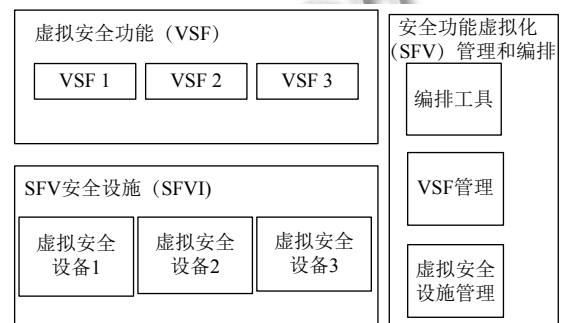 虚拟安全功能（VSF）
VSF 1
VSF 2
VSF 3
SFV安全设施（SFVI)
虚拟安全
设备1
虚拟安全
设备2
虚拟安全
设备3
安全功能虚拟化
（SFV）管理和编排
编排工具
VSF管理
虚拟安全
设施管理